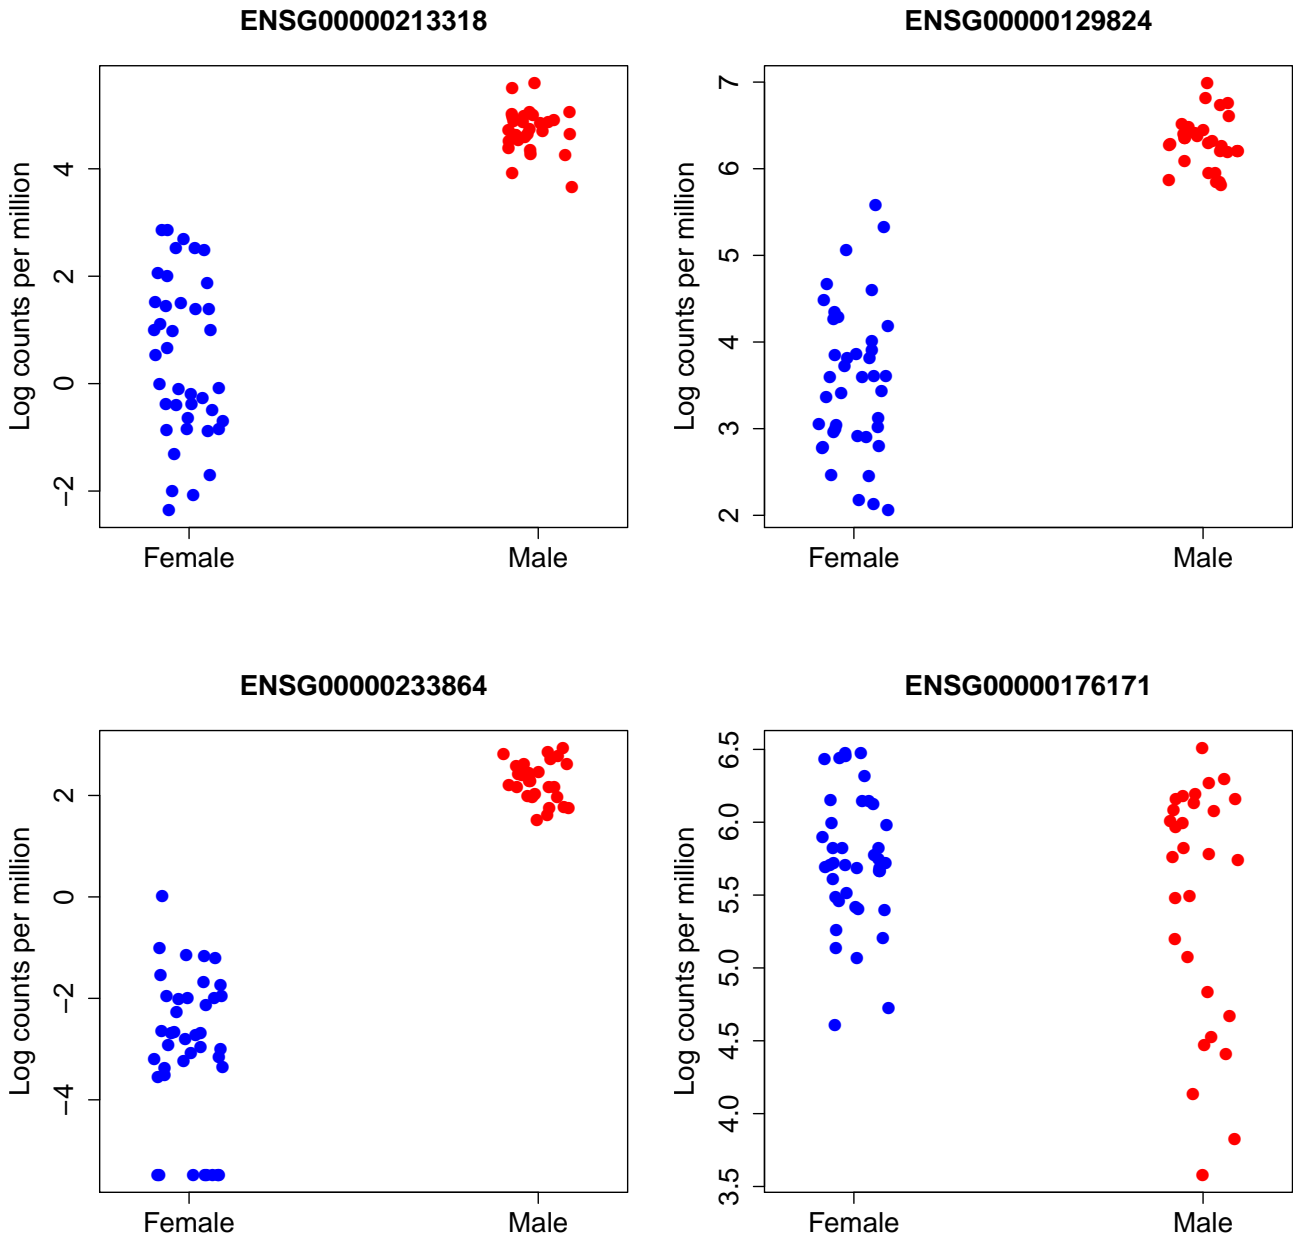 ENSG00000213318
Log counts per million
4
2
0
−2
Female Male
ENSG00000129824
Log counts per million
7
6
5
4
3
2
Female Male
ENSG00000233864
Log counts per million
2
0
−2
−4
Female Male
ENSG00000176171
Log counts per million
6.5
6.0
5.5
5.0
4.5
4.0
3.5
Female Male